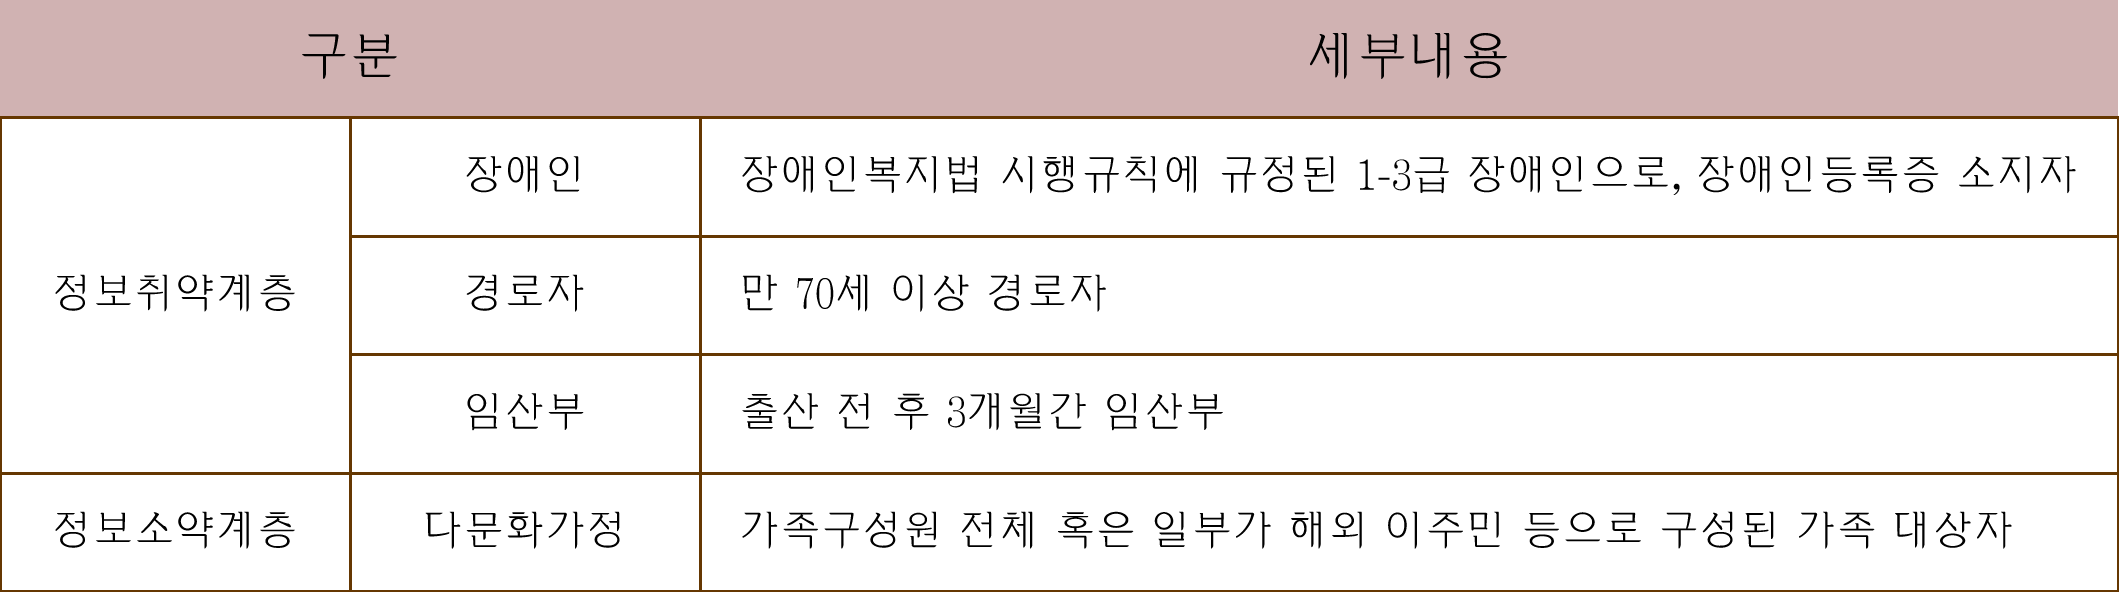 구분 세부내용
장애인 장애인복지법 시행규칙에 규정된 1-3급 장애인으로, 장애인등록증 소지자
정보취약계층 경로자 만 70세 이상 경로자
임산부 출산 전 후 3개월간 임산부
정보소약계층 다문화가정 가족구성원 전체 혹은 일부가 해외 이주민 등으로 구성된 가족 대상자